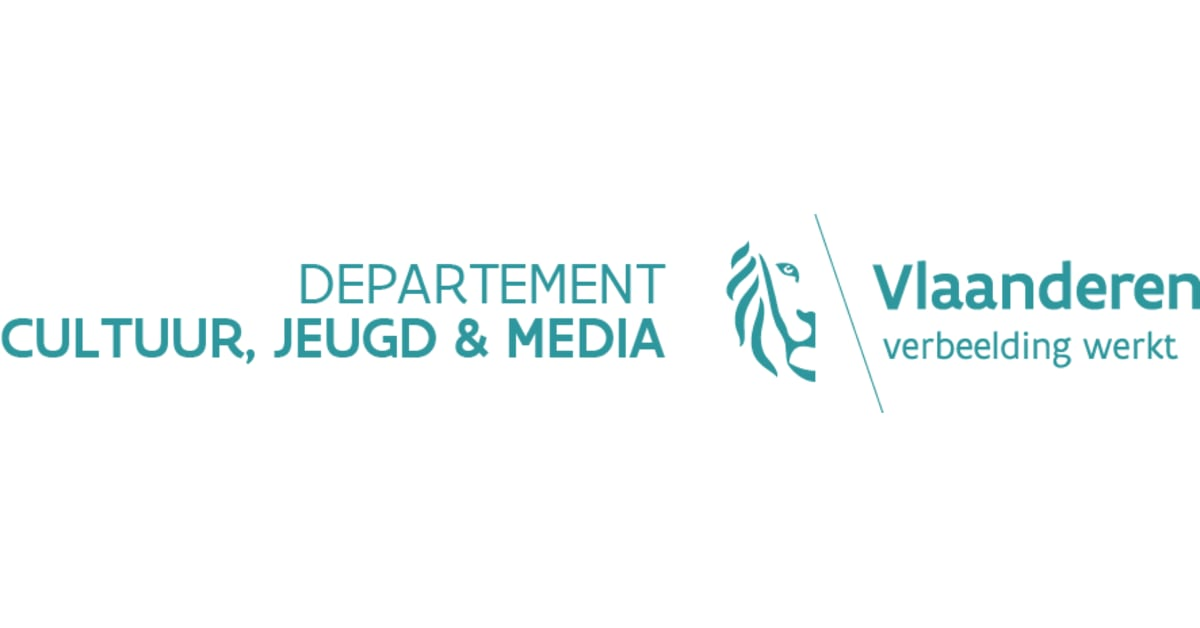 DEPARTEMENT
CULTUUR, JEUGD & MEDIA
Vlaanderen
verbeelding werkt